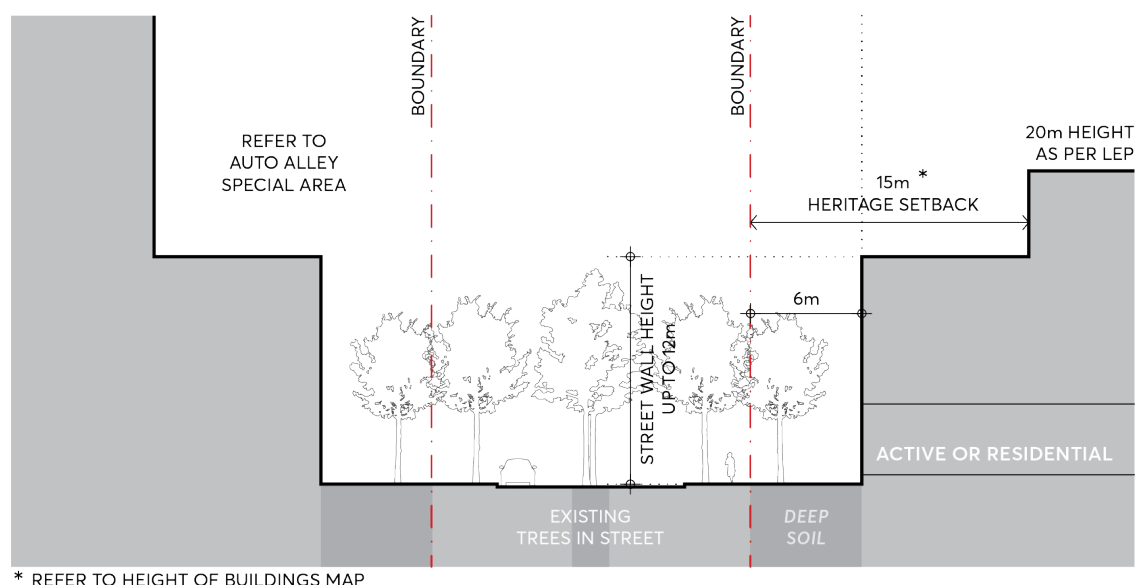 BOUNDARY
BOUNDARY
REFER TO
AUTO ALLEY
SPECIAL AREA
20m HEIGHT
AS PER LEP
15m *
HERITAGE SETBACK
6m
STREET WALL HEIGHT
UP TO 12m
ACTIVE OR RESIDENTIAL
EXISTING
TREES IN STREET
DEEP
SOIL
* REFER TO HEIGHT OF BUILDINGS MAP